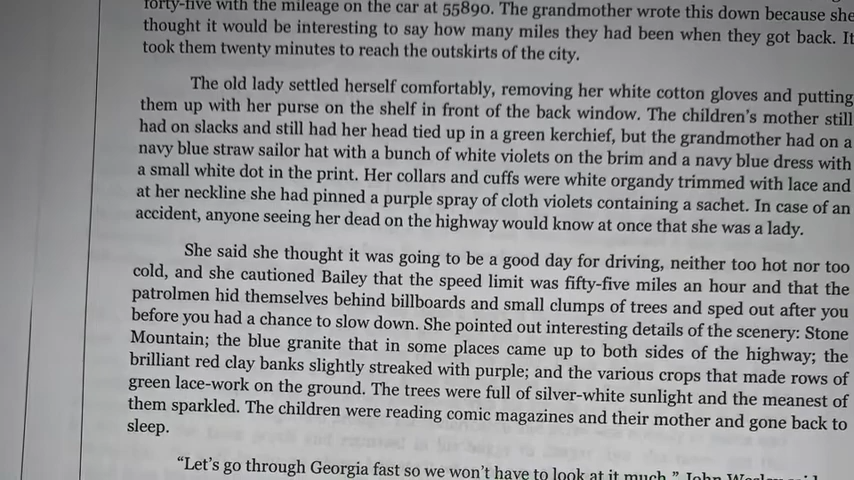 forty-five with the mileage on the car at 55890. The grandmother wrote this down because she
thought it would be interesting to say how many miles they had been when they got back. It
took them twenty minutes to reach the outskirts of the city.
The old lady settled herself comfortably, removing her white cotton gloves and putting
them up with her purse on the shelf in front of the back window. The children's mother still
had on slacks and still had her head tied up in a green kerchief, but the grandmother had on a
navy blue straw sailor hat with a bunch of white violets on the brim and a navy blue dress with
a small white dot in the print. Her collars and cuffs were white organdy trimmed with lace and
at her neckline she had pinned a purple spray of cloth violets containing a sachet. In case of an
accident, anyone seeing her dead on the highway would know at once that she was a lady.
She said she thought it was going to be a good day for driving, neither too hot nor too
cold, and she cautioned Bailey that the speed limit was fifty-five miles an hour and that the
patrolmen hid themselves behind billboards and small clumps of trees and sped out after you
before you had a chance to slow down. She pointed out interesting details of the scenery: Stone
Mountain; the blue granite that in some places came up to both sides of the highway; the
brilliant red clay banks slightly streaked with purple; and the various crops that made rows of
green lace-work on the ground. The trees were full of silver-white sunlight and the meanest of
them sparkled. The children were reading comic magazines and their mother and gone back to
sleep.
“Let's go through Georgia fast so we won't have to look at it much,” John Wesley said.